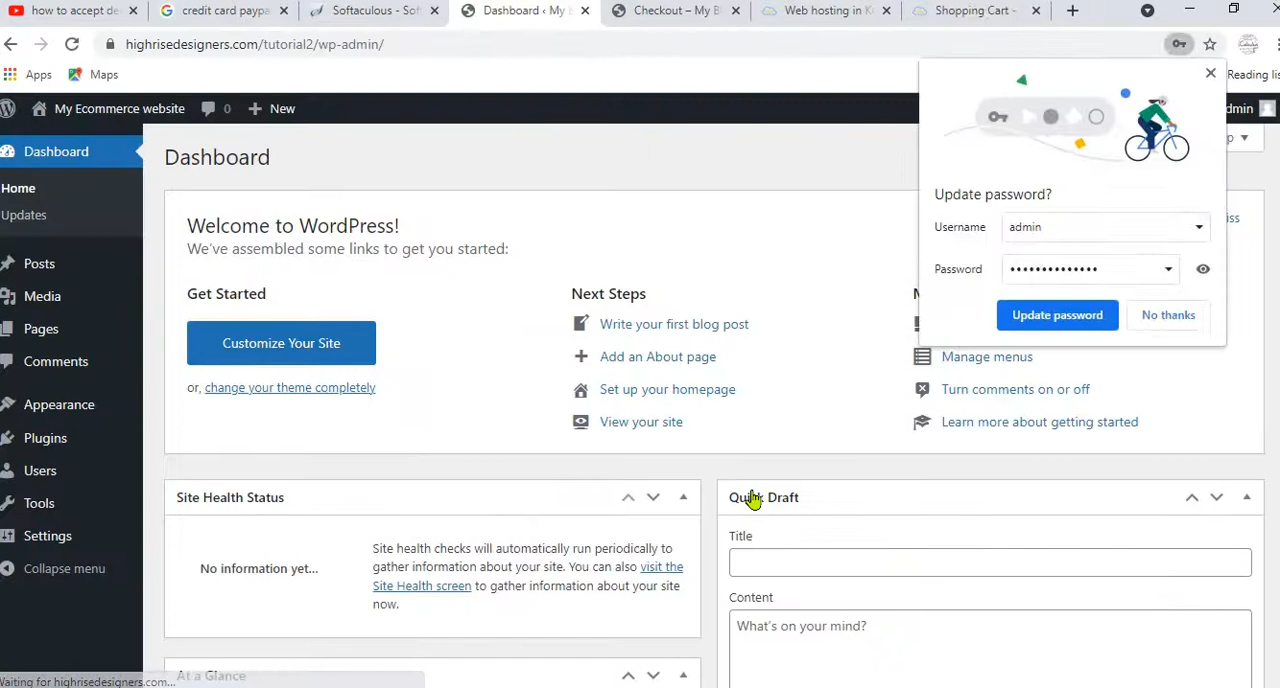 how to accept de
credit card paypa
Softaculous - Sof
Dashboard ‹ My B
Checkout – My B
Web hosting in K
Shopping Cart -
highrisedesigners.com/tutorial2/wp-admin/
Apps
Maps
Reading lis
My Ecommerce website
0
New
dmin
Dashboard
Home
Updates
Posts
Media
Pages
Comments
Appearance
Plugins
Users
Tools
Settings
Collapse menu
Dashboard
p
iss
Welcome to WordPress!
We've assembled some links to get you started:
Get Started
Customize Your Site
or, change your theme completely
Next Steps
Write your first blog post
Add an About page
Set up your homepage
View your site
M
Manage menus
Turn comments on or off
Learn more about getting started
Update password?
Username
admin
Password
••••••••••••••
Update password
No thanks
Site Health Status
No information yet...
Site health checks will automatically run periodically to
gather information about your site. You can also visit the
Site Health screen to gather information about your site
now.
At a Glance
Quick Draft
Title
Content
What's on your mind?
Waiting for highrisedesigners.com...